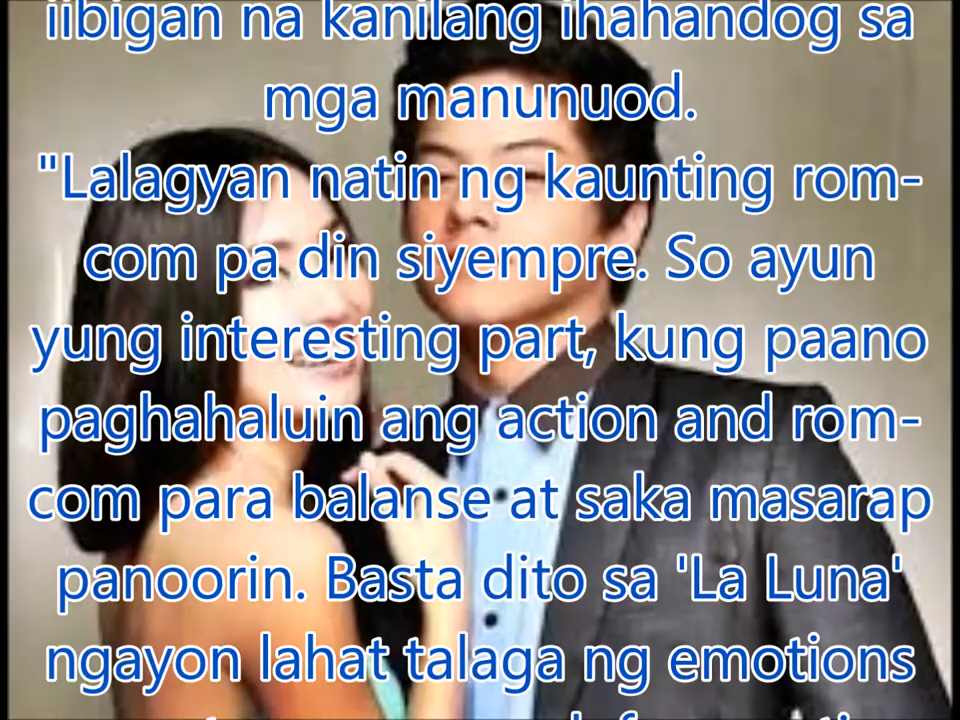 iibigan na kanilang ihahandog sa
mga manunuod.
"Lalagyan natin ng kaunting rom-
com pa din siyempre. So ayun
yung interesting part, kung paano
paghahaluin ang action and rom-
com para balanse at saka masarap
panoorin. Basta dito sa 'La Luna'
ngayon lahat talaga ng emotions